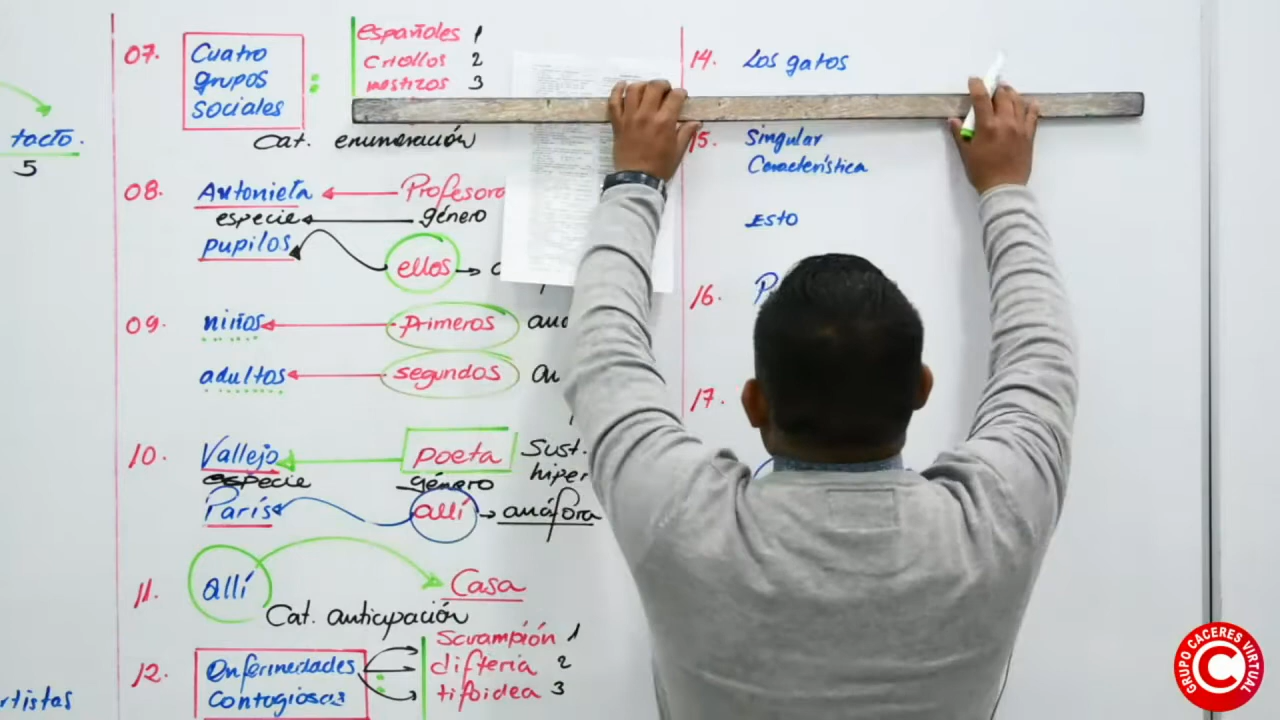 tacto.
5
07. Cuatro
grupos
sociales
:
españoles 1
criollos 2
mestizos 3
Cat. enumeración
08. Antonieta Profesora
especie género
pupilos
ellos
09. niños primeros
adultos segundos
10. Vallejo poeta Sust.
especie género hiper
París allí anáfora
11. allí Casa
Cat. anticipación
12. Enfermedades
Contagiosas
:
Sarampión 1
difteria 2
tifoidea 3
14. Los gatos
15. Singular
Característica
Esto
16.
17.
GRUPO CACERES VIRTUAL
C